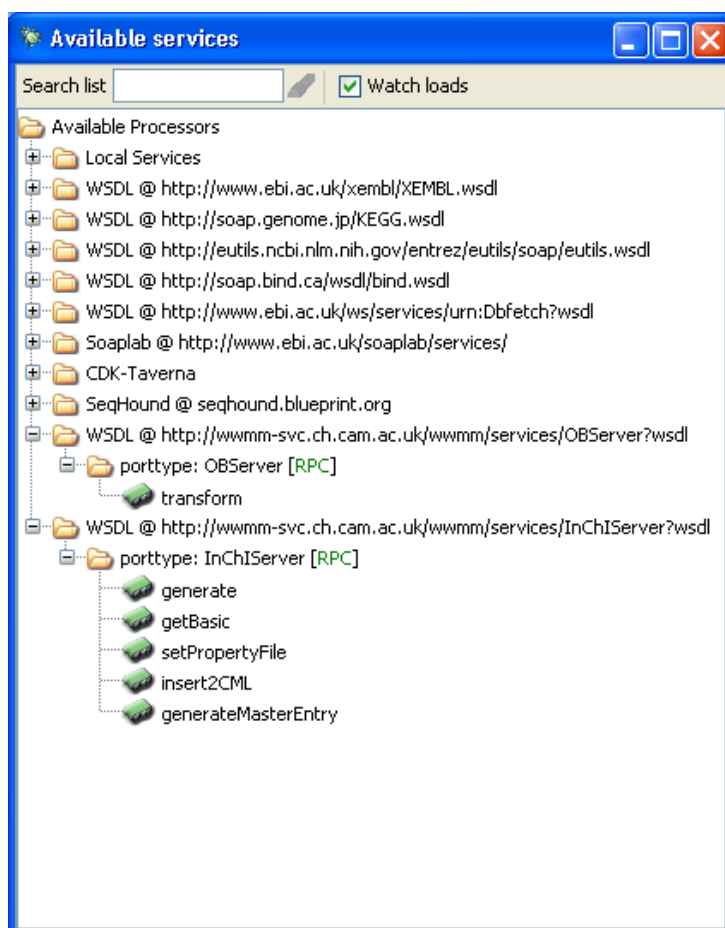 Available services
Search list Watch loads
Available Processors
Local Services
WSDL @ http://www.ebi.ac.uk/xembl/XEMBL.wsdl
WSDL @ http://soap.genome.jp/KEGG.wsdl
WSDL @ http://eutils.ncbi.nlm.nih.gov/entrez/eutils/soap/eutils.wsdl
WSDL @ http://soap.bind.ca/wsdl/bind.wsdl
WSDL @ http://www.ebi.ac.uk/ws/services/urn:Dbfetch?wsdl
Soaplab @ http://www.ebi.ac.uk/soaplab/services/
CDK-Taverna
SeqHound @ seqhound.blueprint.org
WSDL @ http://wwmm-svc.ch.cam.ac.uk/wwmm/services/OBServer?wsdl
porttype: OBServer [RPC]
transform
WSDL @ http://wwmm-svc.ch.cam.ac.uk/wwmm/services/InChIServer?wsdl
porttype: InChIServer [RPC]
generate
getBasic
setPropertyFile
insert2CML
generateMasterEntry